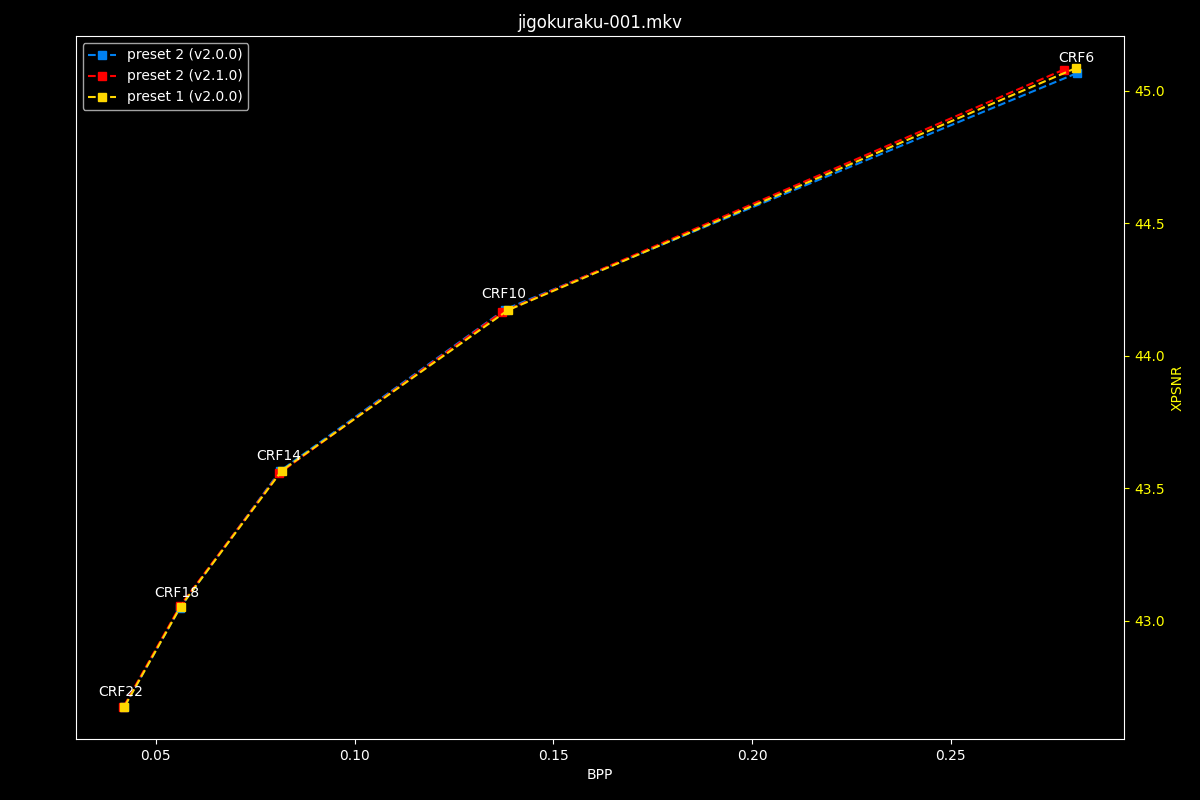 jigokuraku-001.mkv
preset 2 (v2.0.0)
preset 2 (v2.1.0)
preset 1 (v2.0.0)
CRF6
CRF10
CRF14
CRF18
CRF22
45.0
44.5
44.0
43.5
43.0
XPSNR
0.05 0.10 0.15 0.20 0.25
BPP